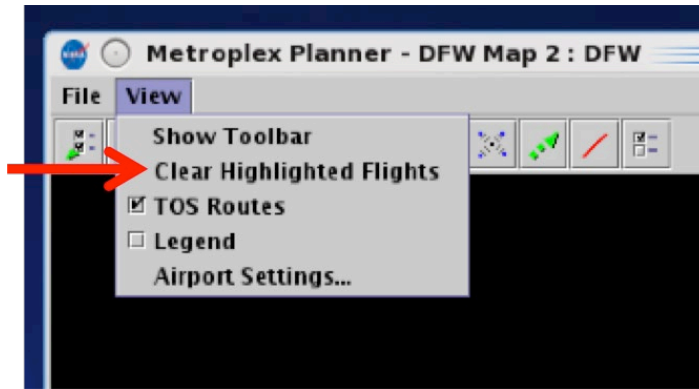 Metroplex Planner - DFW Map 2 : DFW
File View
Show Toolbar
Clear Highlighted Flights
TOS Routes
Legend
Airport Settings...